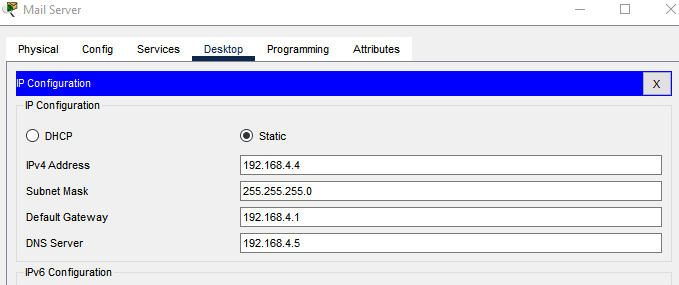 Mail Server
Physical Config Services Desktop Programming Attributes
IP Configuration X
IP Configuration
DHCP Static
IPv4 Address 192.168.4.4
Subnet Mask 255.255.255.0
Default Gateway 192.168.4.1
DNS Server 192.168.4.5
IPv6 Configuration